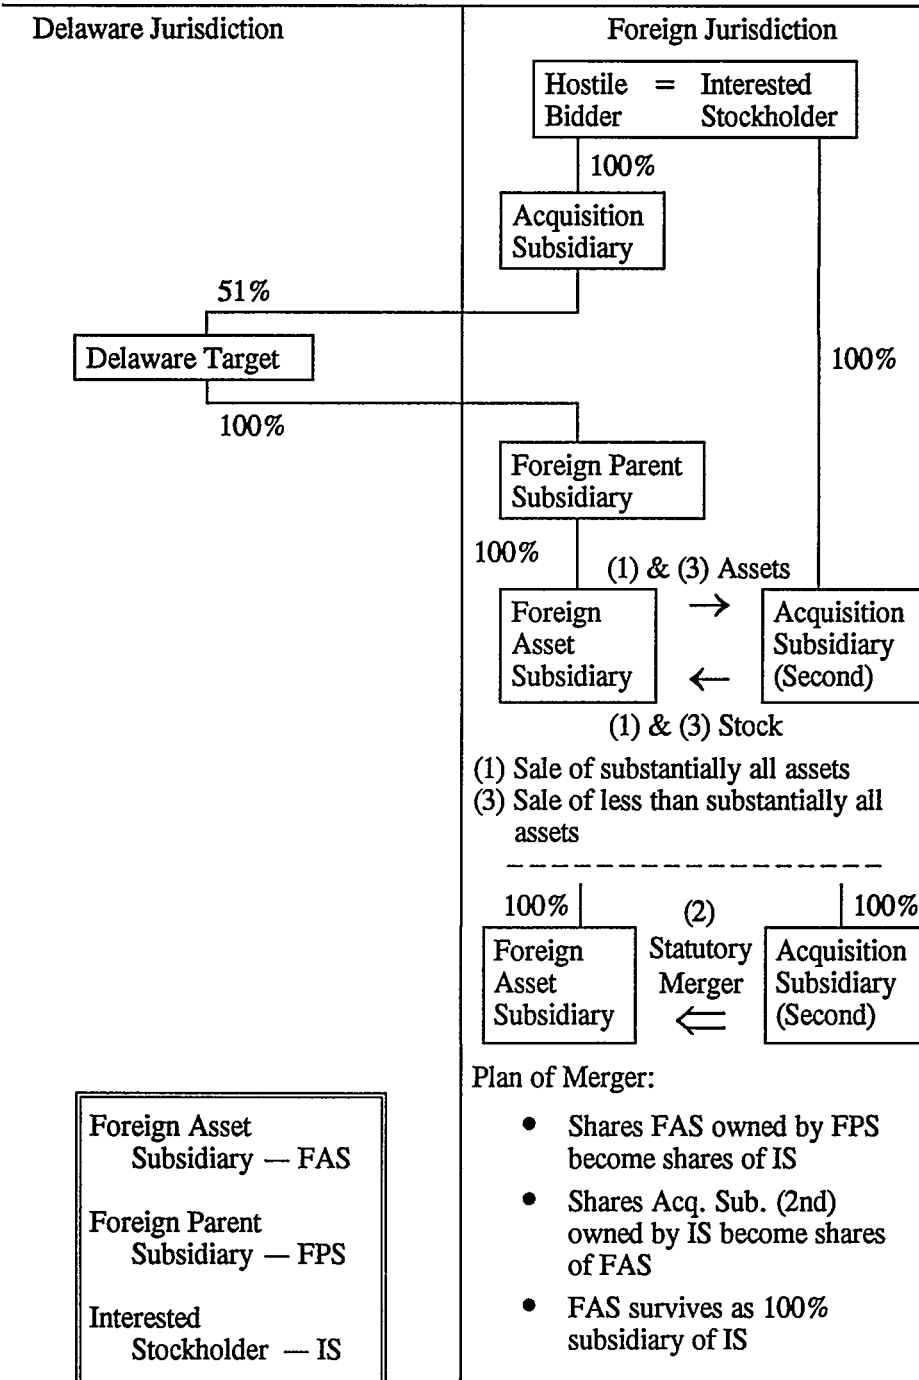 Delaware Jurisdiction
Foreign Jurisdiction
Hostile = Interested
Bidder Stockholder
100%
Acquisition
Subsidiary
51%
Delaware Target
100%
100%
Foreign Parent
Subsidiary
100%
(1) & (3) Assets
→
Foreign
Asset
Subsidiary
Acquisition
Subsidiary
(Second)
←
(1) & (3) Stock
(1) Sale of substantially all assets
(3) Sale of less than substantially all
assets
100%
(2)
100%
Foreign
Asset
Subsidiary
Statutory
Merger
⇐
Acquisition
Subsidiary
(Second)
Plan of Merger:
• Shares FAS owned by FPS
become shares of IS
• Shares Acq. Sub. (2nd)
owned by IS become shares
of FAS
• FAS survives as 100%
subsidiary of IS
Foreign Asset
Subsidiary — FAS
Foreign Parent
Subsidiary — FPS
Interested
Stockholder — IS